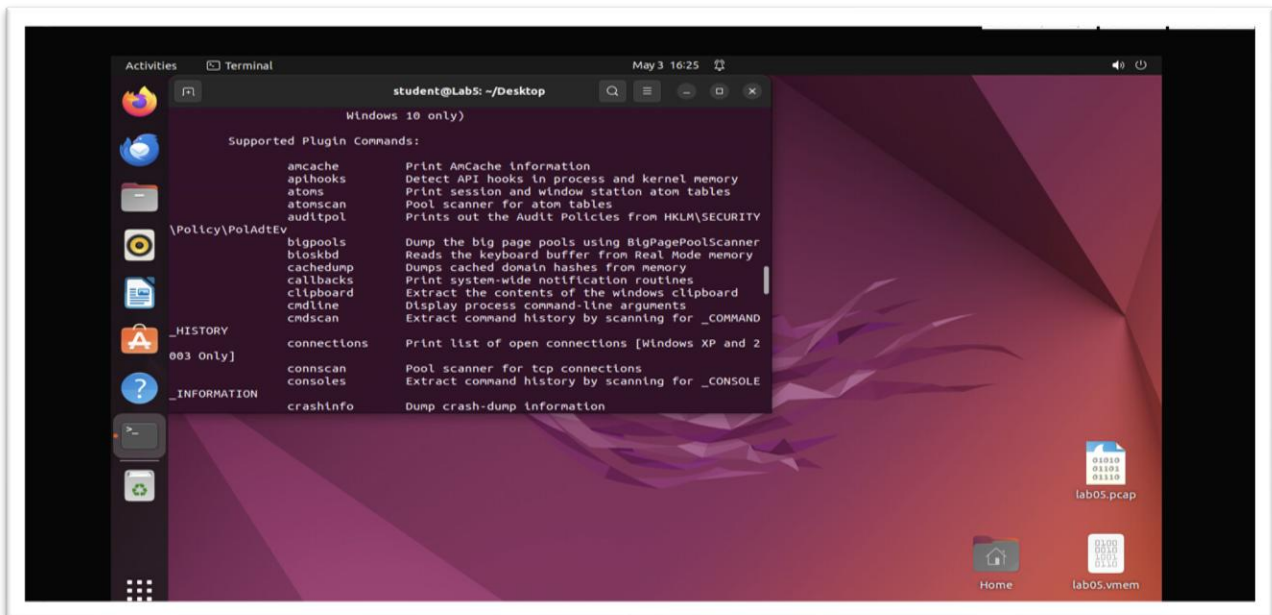 Activities Terminal May 3 16:25
student@Lab5: ~/Desktop
Windows 10 only)
Supported Plugin Commands:
amcache Print AmCache information
apihooks Detect API hooks in process and kernel memory
atoms Print session and window station atom tables
atomscan Pool scanner for atom tables
auditpol Prints out the Audit Policies from HKLM\SECURITY
\Policy\PolAdtEv
bigpools Dump the big page pools using BigPagePoolScanner
bioskbd Reads the keyboard buffer from Real Mode memory
cachedump Dumps cached domain hashes from memory
callbacks Print system-wide notification routines
clipboard Extract the contents of the windows clipboard
cmdline Display process command-line arguments
cmdscan Extract command history by scanning for _COMMAND
_HISTORY
connections Print list of open connections [Windows XP and 2
003 Only]
connscan Pool scanner for tcp connections
consoles Extract command history by scanning for _CONSOLE
_INFORMATION
crashinfo Dump crash-dump information
01010
01101
01110
lab05.pcap
0100
0010
1001
0110
Home lab05.vmem